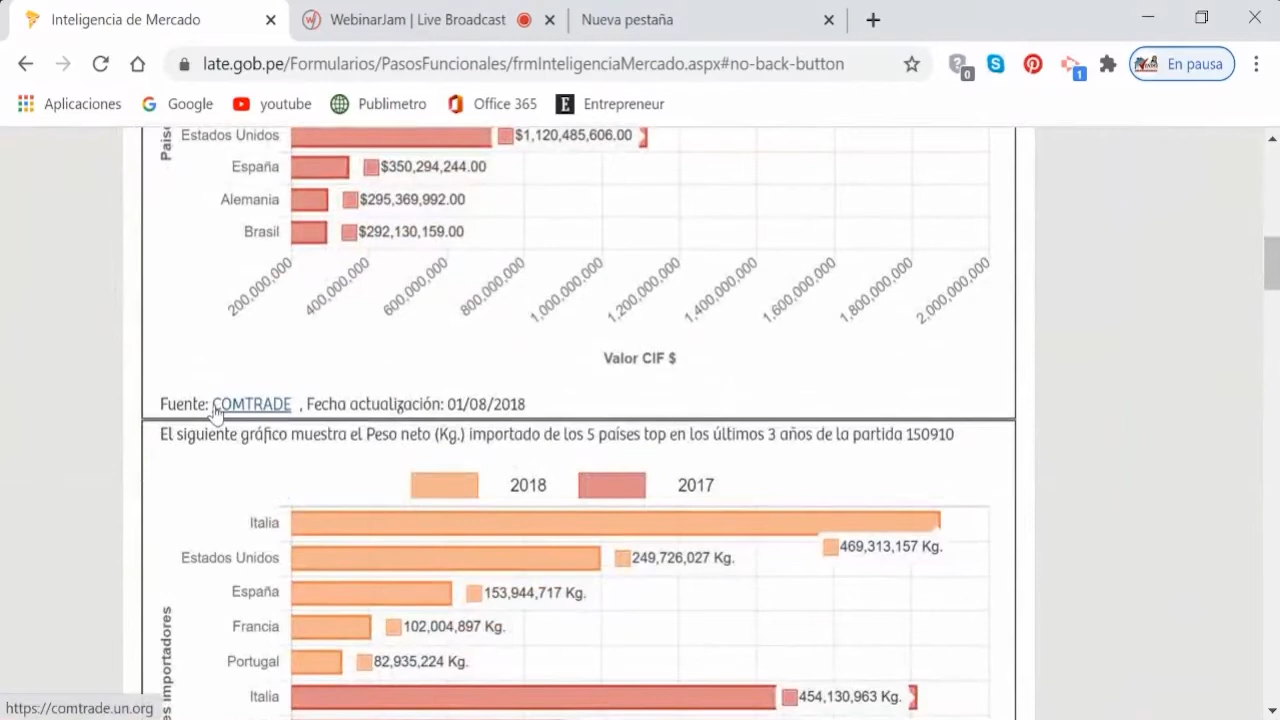 Inteligencia de Mercado
WebinarJam | Live Broadcast
Nueva pestaña
late.gob.pe/Formularios/PasosFuncionales/frmInteligenciaMercado.aspx#no-back-button
0
1
En pausa
Aplicaciones
Google
youtube
Publimetro
Office 365
Entrepreneur
Estados Unidos
$1,120,485,606.00
España
$350,294,244.00
Alemania
$295,369,992.00
Brasil
$292,130,159.00
200,000,000
400,000,000
600,000,000
800,000,000
1,000,000,000
1,200,000,000
1,400,000,000
1,600,000,000
1,800,000,000
2,000,000,000
Valor CIF $
Fuente: COMTRADE , Fecha actualización: 01/08/2018
El siguiente gráfico muestra el Peso neto (Kg.) importado de los 5 países top en los últimos 3 años de la partida 150910
2018
2017
Italia
469,313,157 Kg.
Estados Unidos
249,726,027 Kg.
España
153,944,717 Kg.
Francia
102,004,897 Kg.
Portugal
82,935,224 Kg.
Italia
454,130,963 Kg.
importadores
https://comtrade.un.org